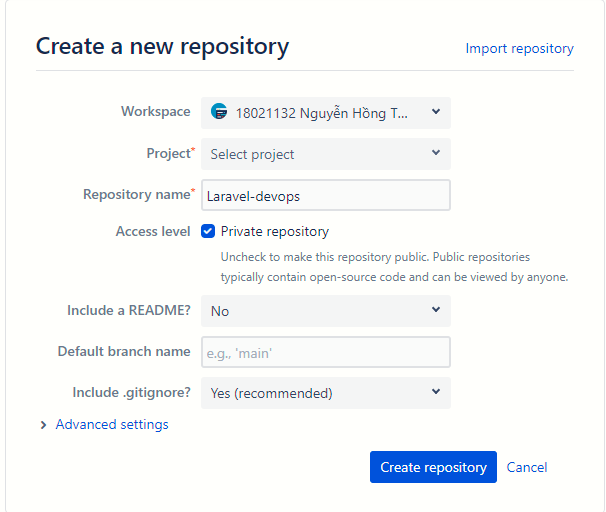 Create a new repository
Import repository
Workspace
18021132 Nguyễn Hồng T...
Project*
Select project
Repository name*
Laravel-devops
Access level
Private repository
Uncheck to make this repository public. Public repositories
typically contain open-source code and can be viewed by anyone.
Include a README?
No
Default branch name
e.g., 'main'
Include .gitignore?
Yes (recommended)
Advanced settings
Create repository
Cancel